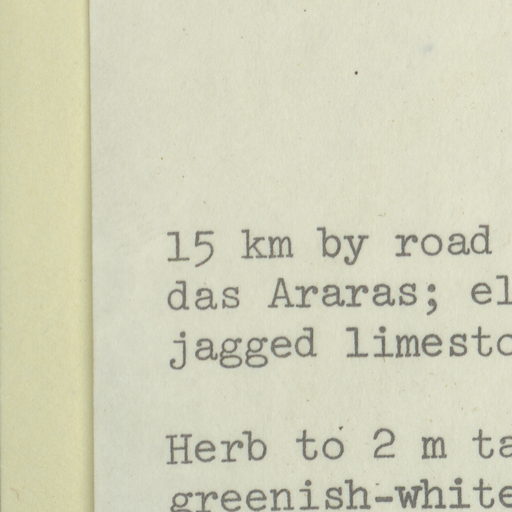 15 km by road
das Araras; el
jagged limesto
Herb to 2 m ta
greenish-white